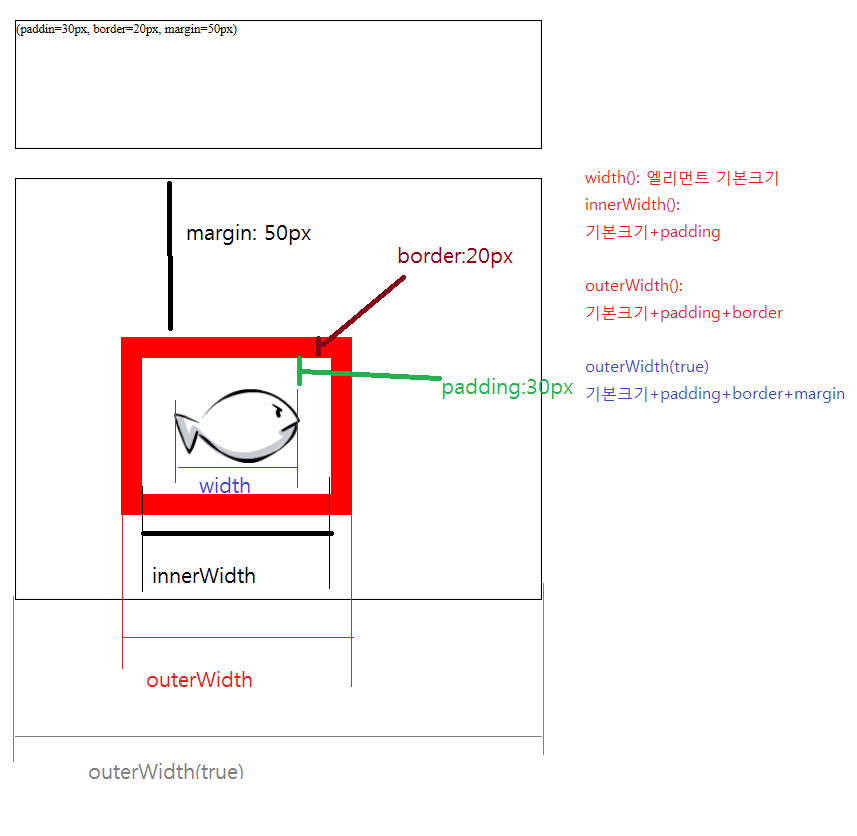 (paddin=30px, border=20px, margin=50px)
margin: 50px
border:20px
padding:30px
width
innerWidth
outerWidth
outerWidth(true)
width(): 엘리먼트 기본크기
innerWidth():
기본크기+padding
outerWidth():
기본크기+padding+border
outerWidth(true)
기본크기+padding+border+margin